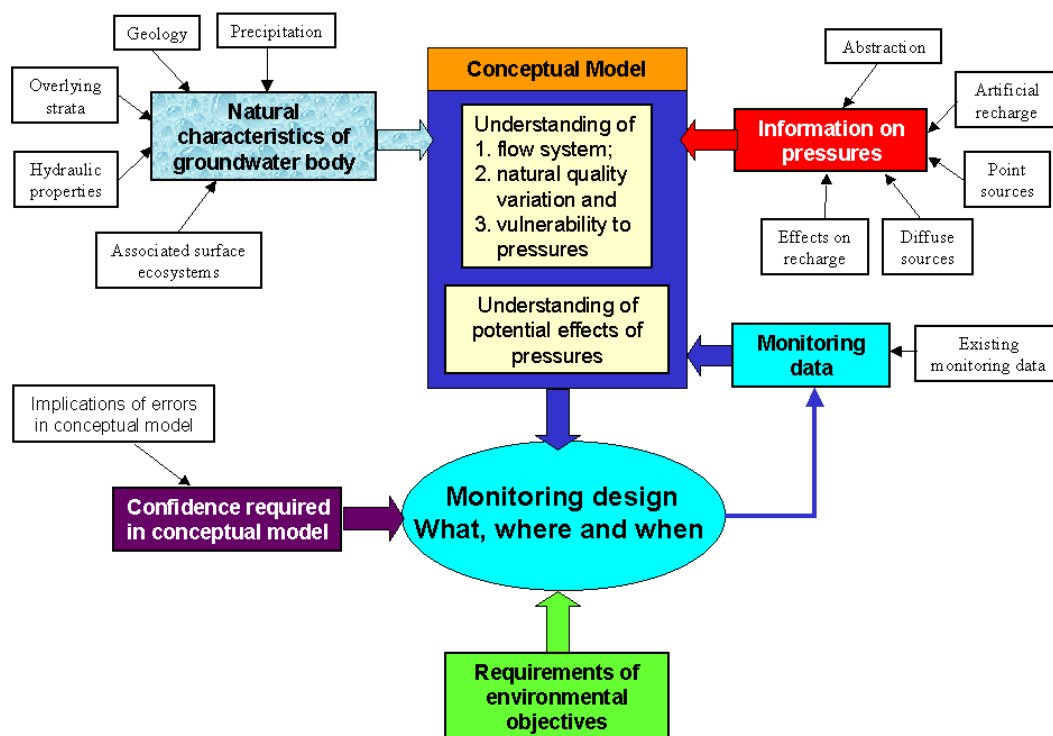 Geology
Precipitation
Overlying
strata
Natural
characteristics of
groundwater body
Hydraulic
properties
Associated surface
ecosystems
Conceptual Model
Understanding of
1. flow system;
2. natural quality
variation and
3. vulnerability to
pressures
Understanding of
potential effects of
pressures
Abstraction
Artificial
recharge
Information on
pressures
Point
sources
Effects on
recharge
Diffuse
sources
Monitoring
data
Existing
monitoring data
Implications of errors
in conceptual model
Confidence required
in conceptual model
Monitoring design
What, where and when
Requirements of
environmental
objectives